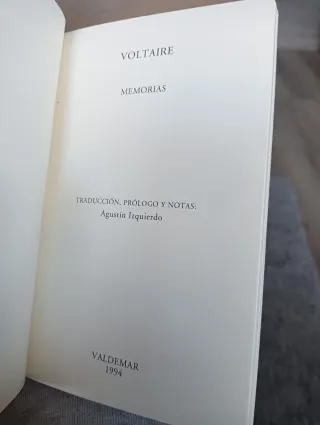 VOLTAIRE
MEMORIAS
TRADUCCIÓN, PRÓLOGO Y NOTAS:
Agustín Izquierdo
VALDEMAR
1994